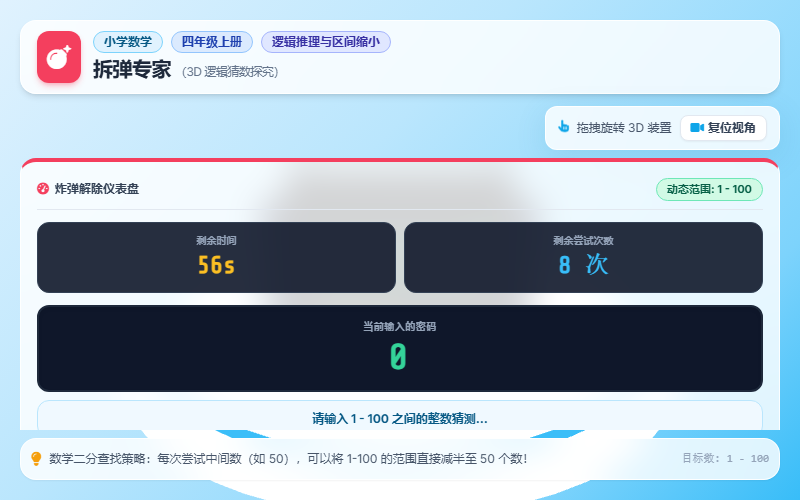 小学数学 四年级上册 逻辑推理与区间缩小
拆弹专家 (3D 逻辑猜数探究)
拖拽旋转 3D 装置 复位视角
炸弹解除仪表盘 动态范围: 1 - 100
剩余时间 剩余尝试次数
56s 8 次
当前输入的密码
0
请输入 1 - 100 之间的整数猜测...
数学二分查找策略：每次尝试中间数（如 50），可以将 1-100 的范围直接减半至 50 个数！ 目标数: 1 - 100